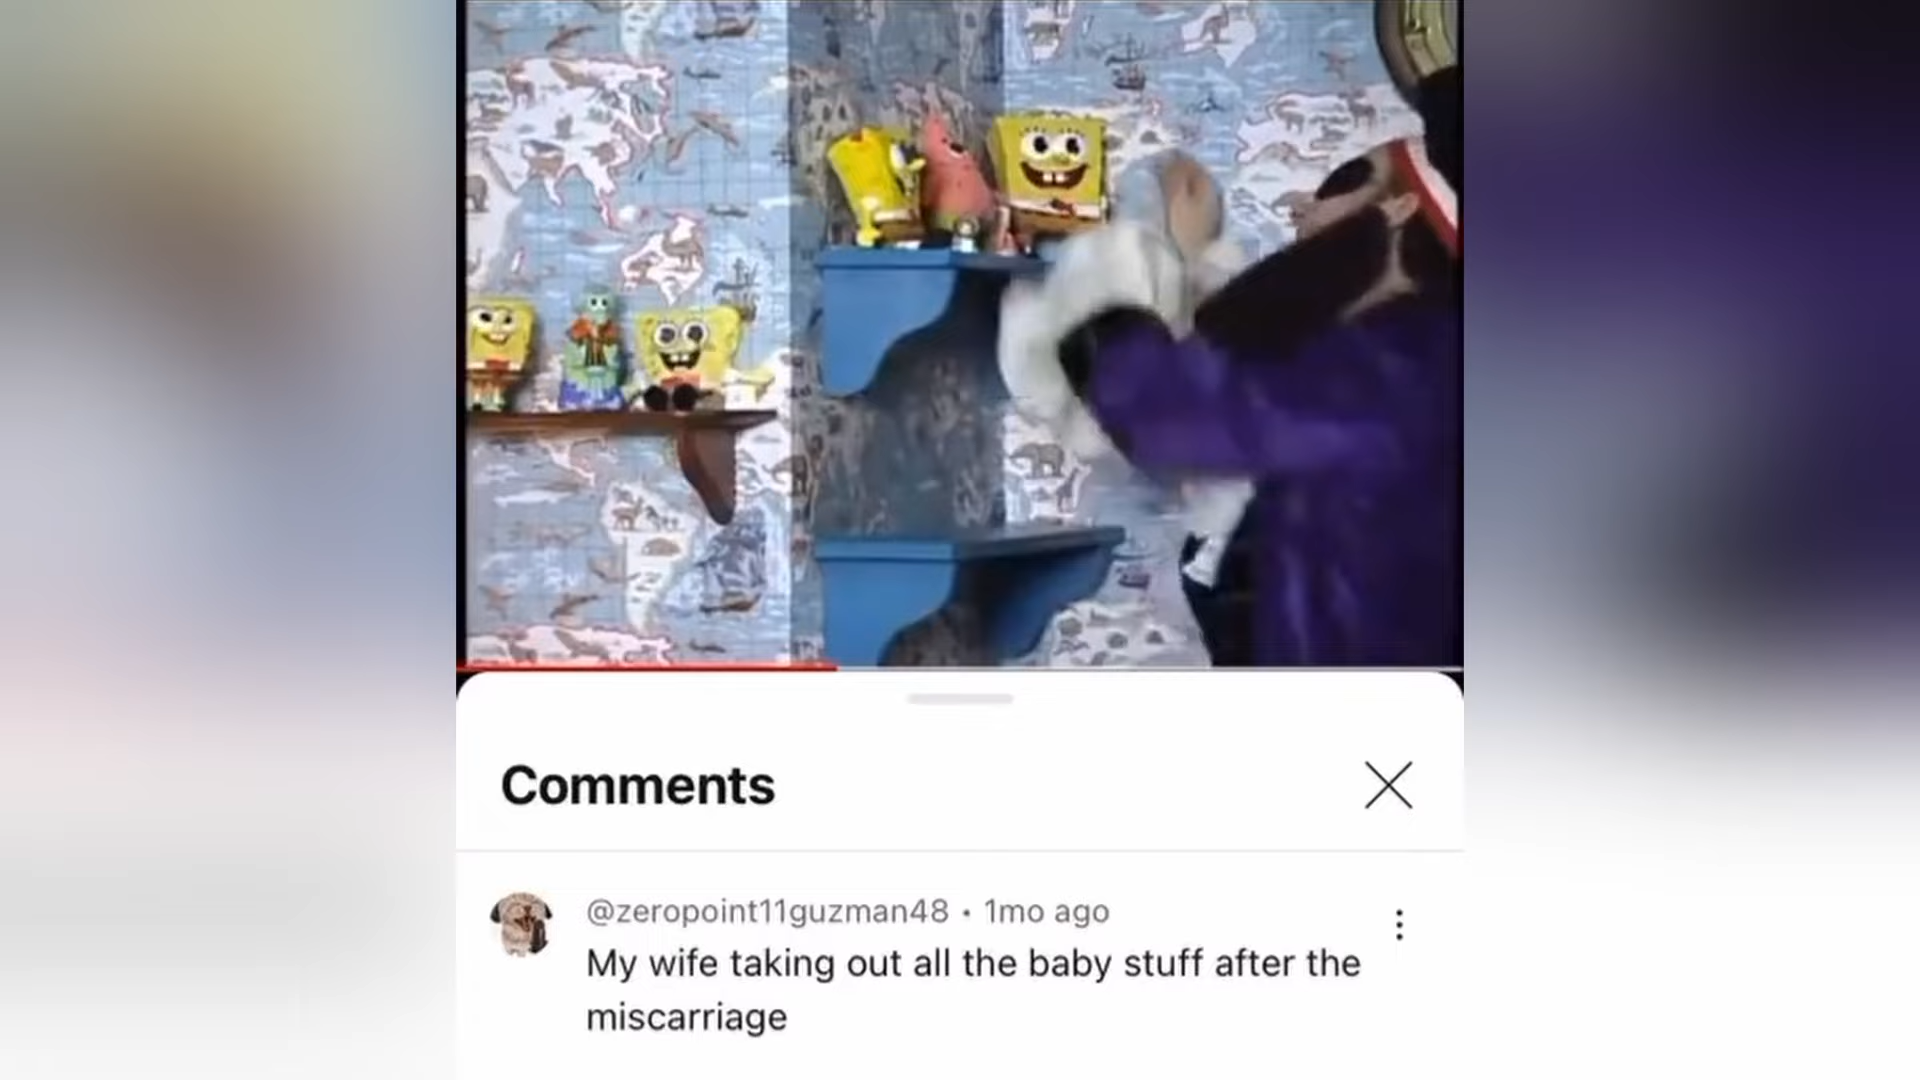 Comments
@zeropoint11guzman48 • 1mo ago
My wife taking out all the baby stuff after the
miscarriage